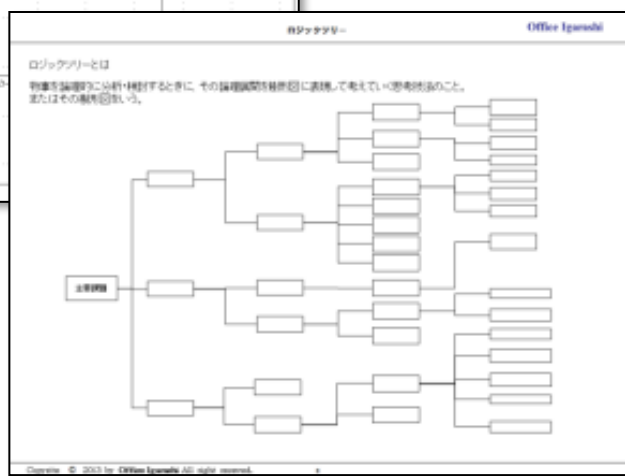 ロジックツリー
Office Igarashi
ロジックツリーとは
物事を論理的に分析・検討するときに、その論理展開を樹形図に表現して考えていく思考技法のこと。
またはその樹形図をいう。
主要課題
Copyrite © 2013 by Office Igarashi All right reserved.